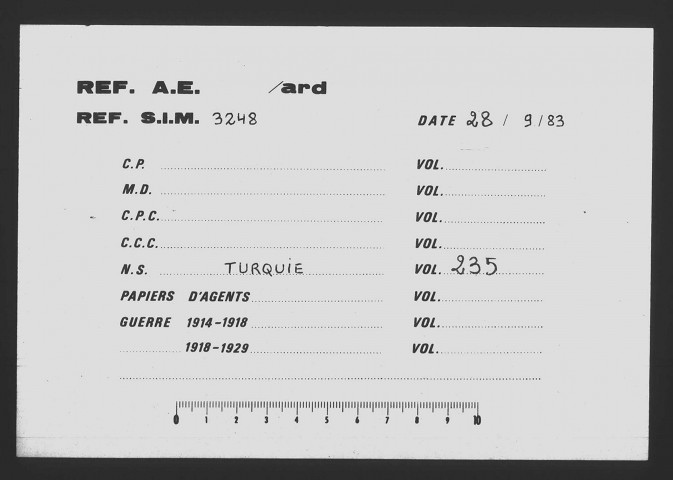 REF. A.E. /ard
REF. S.I.M. 3248 DATE 28 / 9 / 83
C.P. VOL.
M.D. VOL.
C.P.C. VOL.
C.C.C. VOL.
N.S. TURQUIE VOL. 235
PAPIERS D'AGENTS VOL.
GUERRE 1914-1918 VOL.
1918-1929 VOL.
0 1 2 3 4 5 6 7 8 9 10